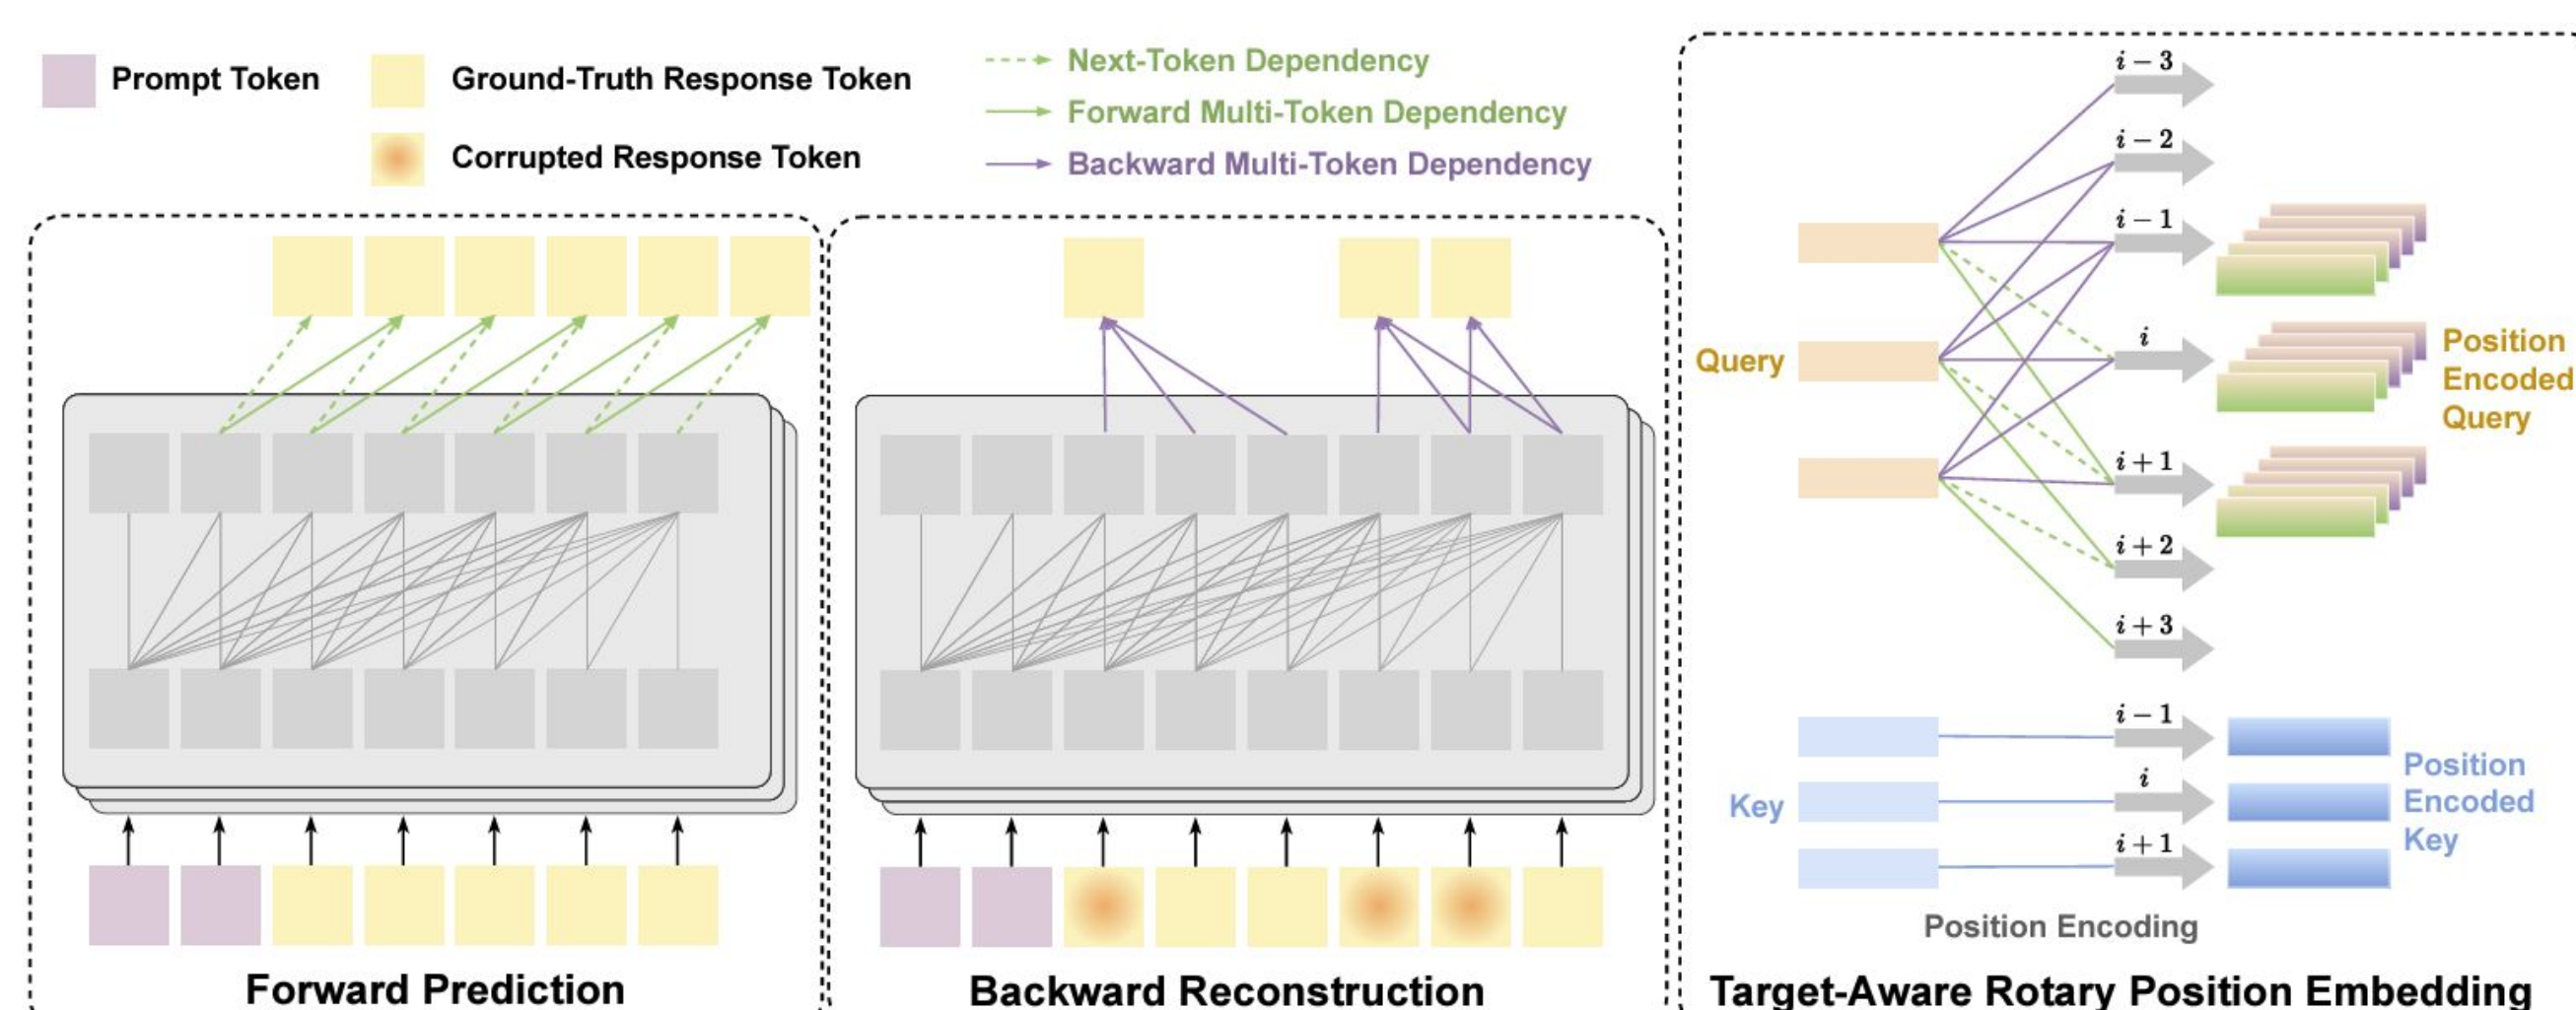 Prompt Token
Ground-Truth Response Token
Corrupted Response Token
Next-Token Dependency
Forward Multi-Token Dependency
Backward Multi-Token Dependency
Forward Prediction
Backward Reconstruction
i − 3
i − 2
i − 1
i
i + 1
i + 2
i + 3
Query
Position
Encoded
Query
i − 1
i
i + 1
Key
Position
Encoded
Key
Position Encoding
Target-Aware Rotary Position Embedding